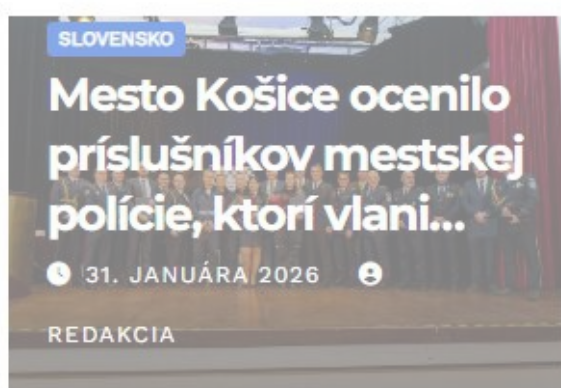 SLOVENSKO
Mesto Košice ocenilo
príslušníkov mestskej
polície, ktorí vlani...
31. JANUÁRA 2026
REDAKCIA